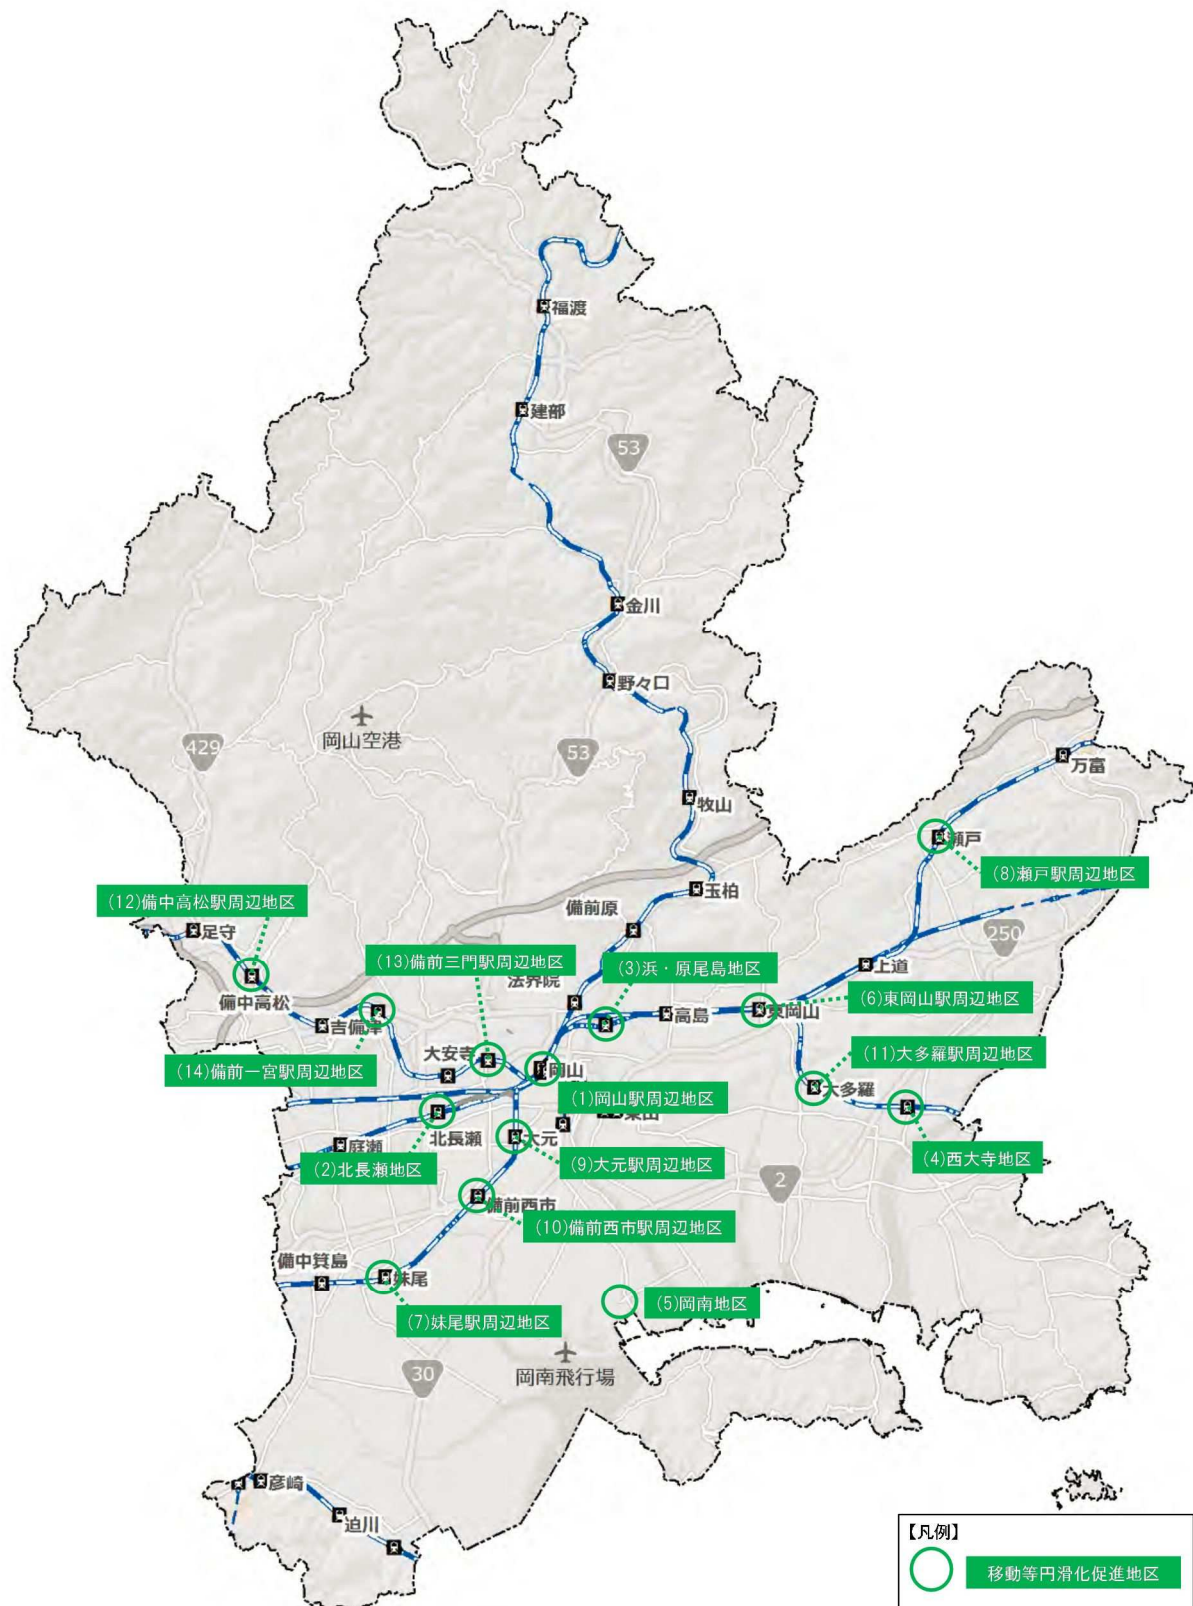 福渡
建部
53
金川
野々口
岡山空港
429
53
万富
牧山
瀬戸
(8)瀬戸駅周辺地区
玉柏
(12)備中高松駅周辺地区
備前原
足守
250
(13)備前三門駅周辺地区
(3)浜・原尾島地区
上道
法界院
備中高松
(6)東岡山駅周辺地区
高島
東岡山
吉備津
大安寺
(11)大多羅駅周辺地区
(14)備前一宮駅周辺地区
岡山
大多羅
(1)岡山駅周辺地区
東山
北長瀬
大元
庭瀬
(4)西大寺地区
(2)北長瀬地区
(9)大元駅周辺地区
2
備前西市
(10)備前西市駅周辺地区
備中箕島
妹尾
(5)岡南地区
(7)妹尾駅周辺地区
30
岡南飛行場
彦崎
迫川
【凡例】
移動等円滑化促進地区